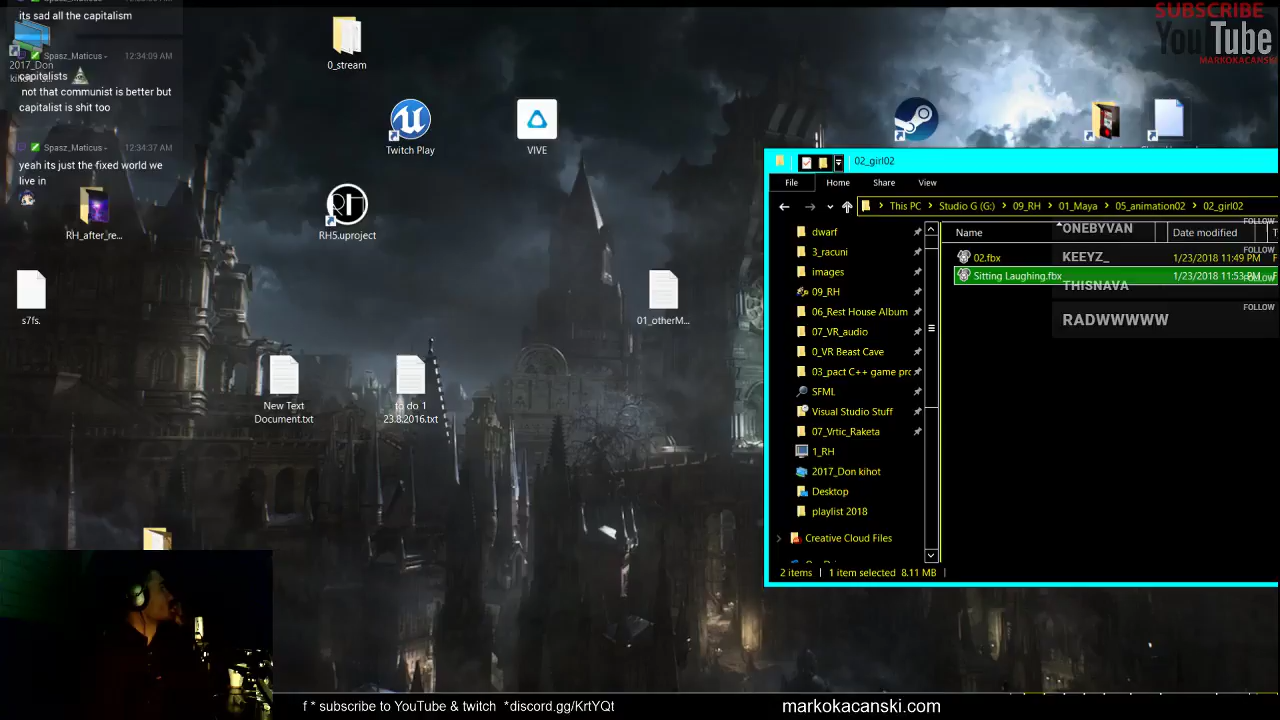 its sad all the capitalism
Spasz_Maticus -
12:34:09 AM
capitalists
not that communist is better but
capitalist is shit too
Spasz_Maticus -
12:34:37 AM
yeah its just the fixed world we
live in
2017_Don
0_stream
Twitch Play
VIVE
RH_after_re...
RH5.uproject
s7fs.
01_otherM...
New Text
Document.txt
to do 1
23.8.2016.txt
SUBSCRIBE
YouTube
MARKOKACANSKI
02_girl02
File
Home
Share
View
This PC > Studio G (G:) > 09_RH > 01_Maya > 05_animation02 > 02_girl02
Name
Date modified
T
02.fbx
1/23/2018 11:49 PM
F
Sitting Laughing.fbx
1/23/2018 11:53 PM
F
ONEBYVAN
FOLLOW
KEEYZ_
FOLLOW
THISNAVA
FOLLOW
RADWWWWW
FOLLOW
dwarf
3_racuni
images
09_RH
06_Rest House Album
07_VR_audio
0_VR Beast Cave
03_pact C++ game pro
SFML
Visual Studio Stuff
07_Vrtic_Raketa
1_RH
2017_Don kihot
Desktop
playlist 2018
Creative Cloud Files
2 items
1 item selected 8.11 MB
f * subscribe to YouTube & twitch *discord.gg/KrtYQt
markokacanski.com